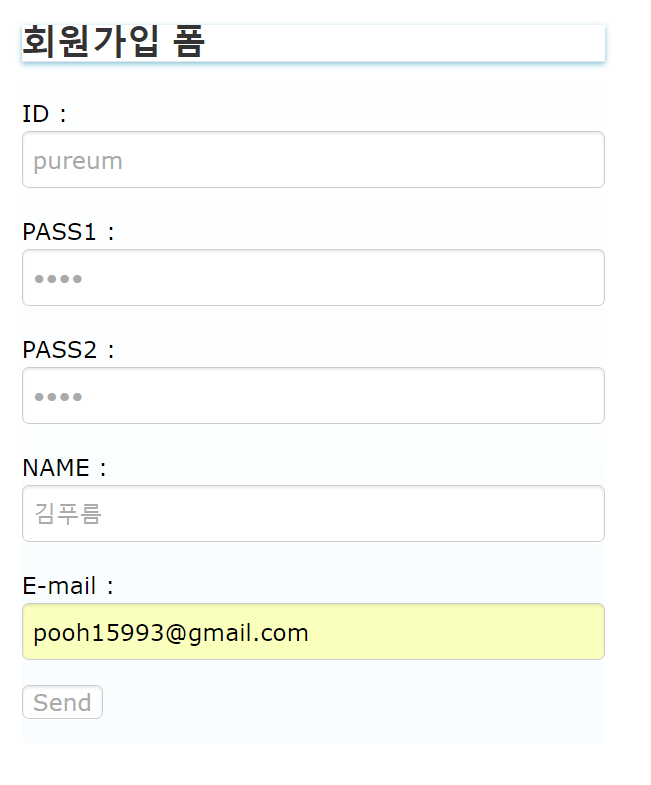 회원가입 폼
ID :
pureum
PASS1 :
••••
PASS2 :
••••
NAME :
김푸름
E-mail :
pooh15993@gmail.com
Send